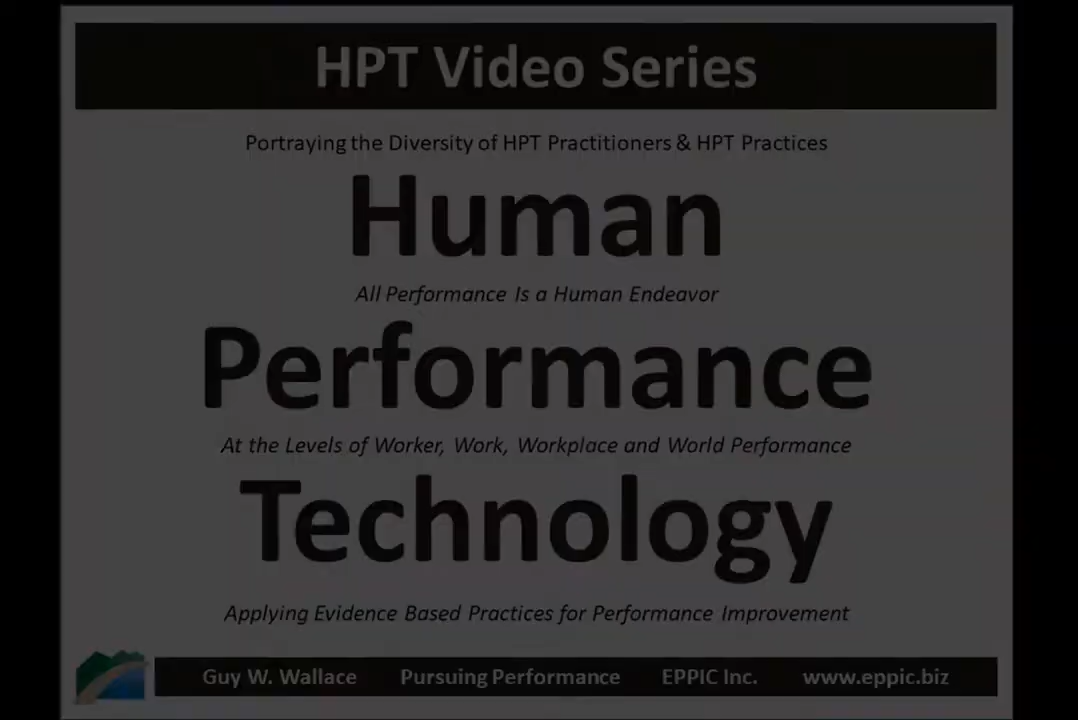 HPT Video Series
Portraying the Diversity of HPT Practitioners & HPT Practices
Human
All Performance Is a Human Endeavor
Performance
At the Levels of Worker, Work, Workplace and World Performance
Technology
Applying Evidence Based Practices for Performance Improvement
Guy W. Wallace Pursuing Performance EPPIC Inc. www.eppic.biz